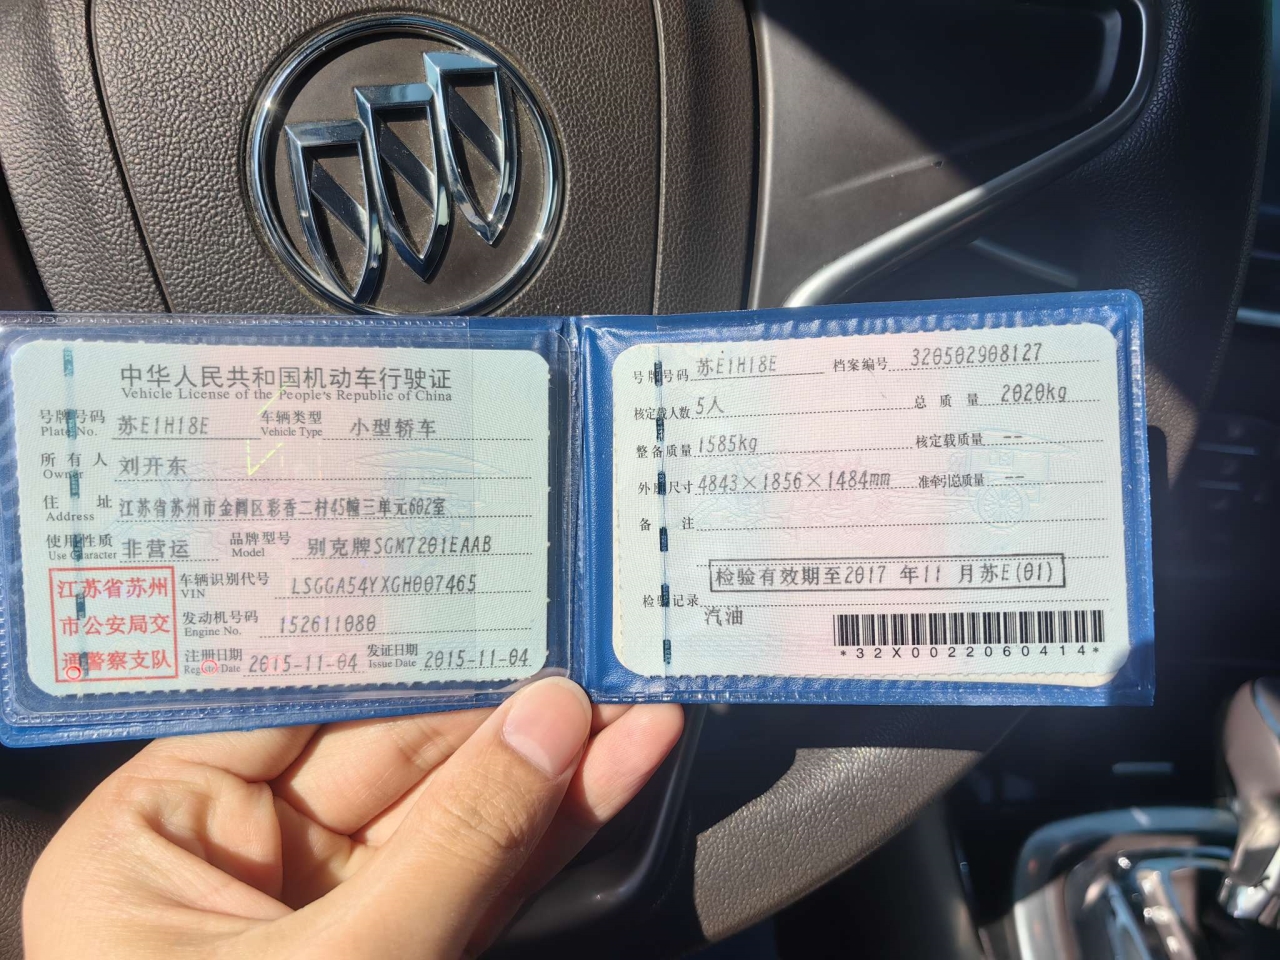 中华人民共和国机动车行驶证
Vehicle License of the People's Republic of China
号牌号码 苏E1H18E 车辆类型 小型轿车
Plate No. Vehicle Type
所有人 刘开东
Owner
住址 江苏省苏州市金阊区彩香二村45幢三单元602室
Address
使用性质 非营运 品牌型号 别克牌SGM7201EAAB
Use Character Model
江苏省苏州
市公安局交
通警察支队
车辆识别代号 LSGGA54YXGH007465
VIN
发动机号码 152611080
Engine No.
注册日期 2015-11-04 发证日期 2015-11-04
Register Date Issue Date
号牌号码 苏E1H18E 档案编号 320502908127
核定载人数 5人 总质量 2020kg
整备质量 1585kg 核定载质量 --
外廓尺寸 4843×1856×1484mm 准牵引总质量 --
备注
检验有效期至2017 年11 月苏E(01)
检验记录
汽油
*32X0022060414*